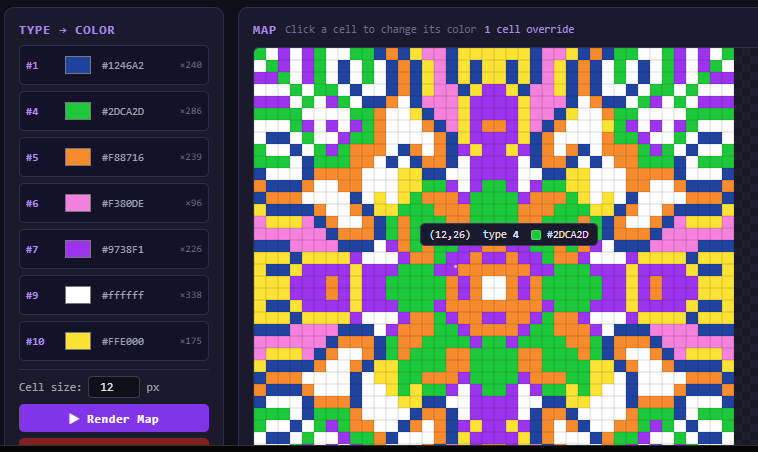 TYPE → COLOR
#1 #1246A2 ×240
#4 #2DCA2D ×286
#5 #F88716 ×239
#6 #F380DE ×96
#7 #9738F1 ×226
#9 #ffffff ×338
#10 #FFE000 ×175
Cell size: 12 px
▶ Render Map
MAP Click a cell to change its color 1 cell override
(12,26) type 4 #2DCA2D